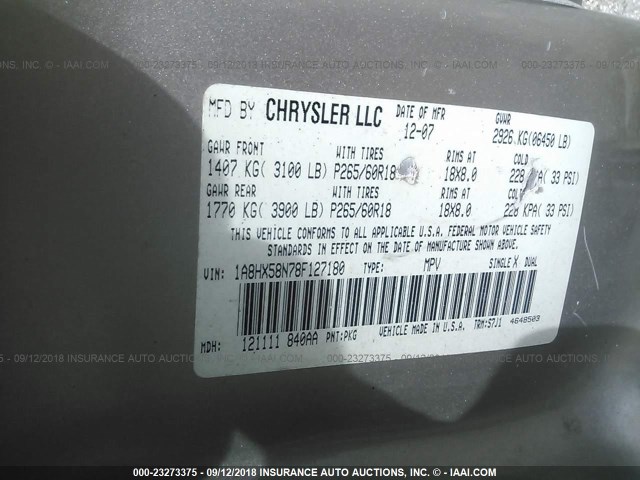 MFD BY CHRYSLER LLC DATE OF MFR GVWR
12-07 2926 KG(06450 LB)
GAWR FRONT WITH TIRES RIMS AT COLD
1407 KG( 3100 LB) P265/60R18 18X8.0 228 A( 33 PSI)
GAWR REAR WITH TIRES RIMS AT COLD
1770 KG( 3900 LB) P265/60R18 18X8.0 228 KPA( 33 PSI)
THIS VEHICLE CONFORMS TO ALL APPLICABLE U.S.A. FEDERAL MOTOR VEHICLE SAFETY
STANDARDS IN EFFECT ON THE DATE OF MANUFACTURE SHOWN ABOVE.
VIN: 1A8HX58N78F127180 TYPE: MPV SINGLE X DUAL
MDH: 121111 840AA PNT:PKG VEHICLE MADE IN U.S.A. TRM:S7J1 4648503
000-23273375 - 09/12/2018 INSURANCE AUTO AUCTIONS, INC. - © IAAI.COM